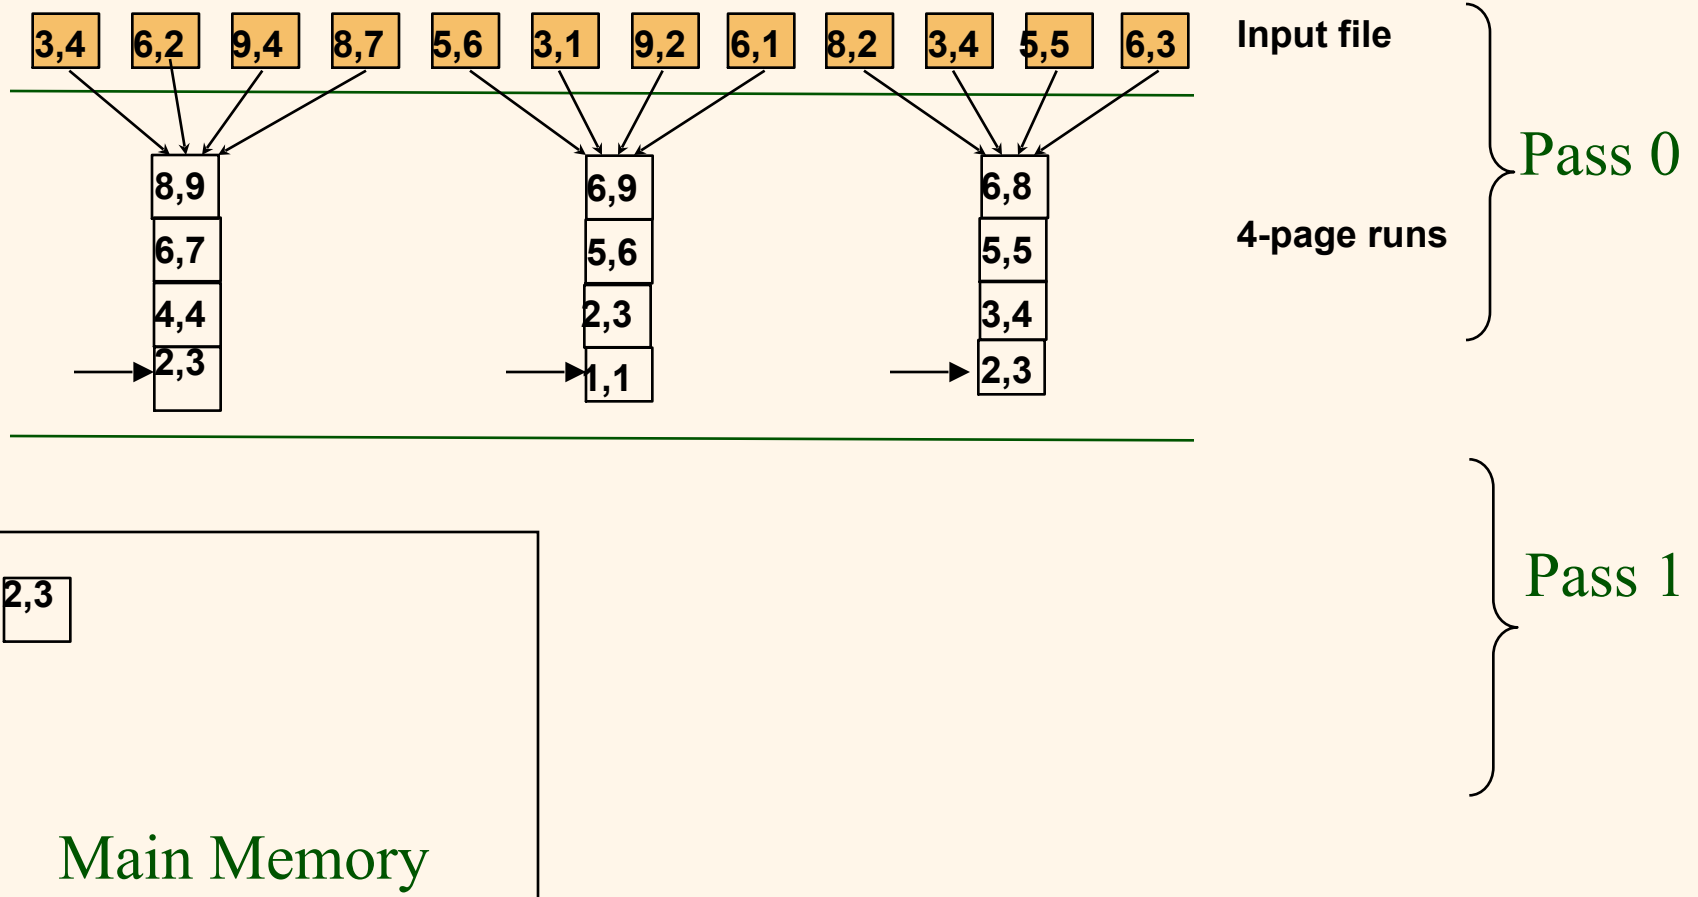 3,4 6,2 9,4 8,7 5,6 3,1 9,2 6,1 8,2 3,4 5,5 6,3 Input file
Pass 0
8,9 6,9 6,8
4-page runs
6,7 5,6 5,5
4,4 2,3 3,4
2,3 1,1 2,3
Pass 1
2,3
Main Memory